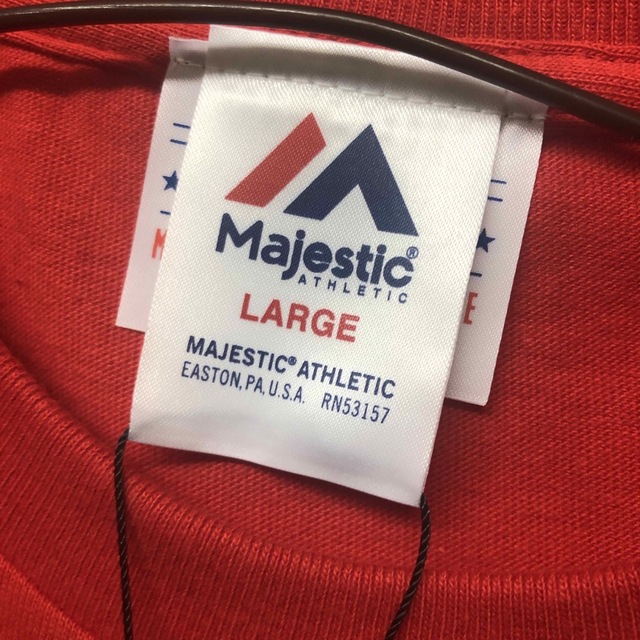 Majestic®
ATHLETIC
LARGE
MAJESTIC® ATHLETIC
EASTON, PA, U.S.A. RN53157